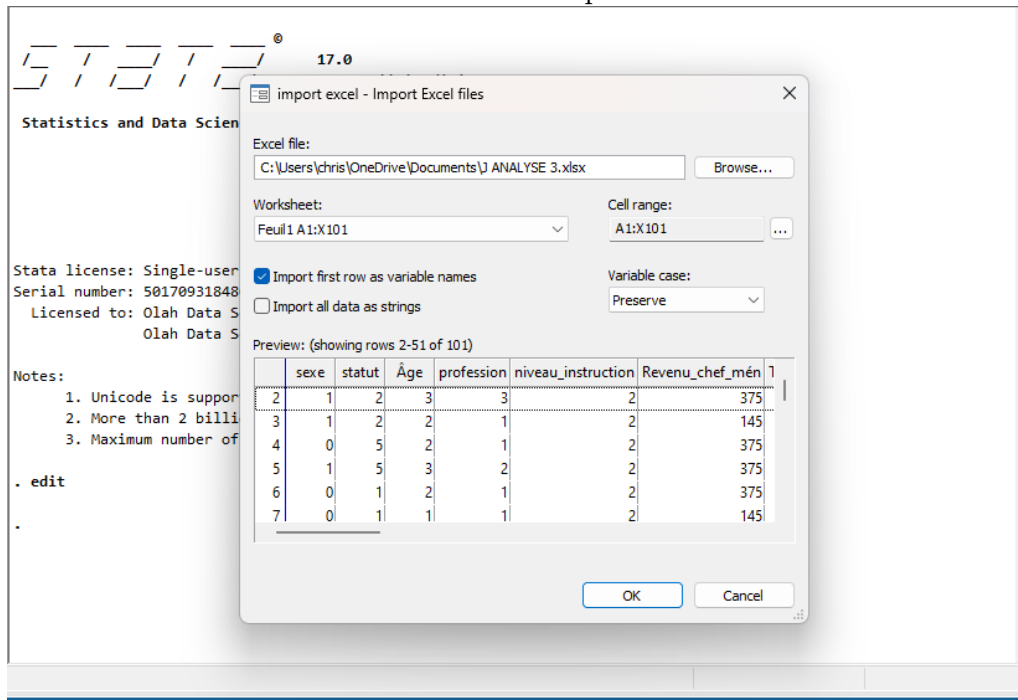 ©
17.0
import excel - Import Excel files
Statistics and Data Scien
Excel file:
C:\Users\chris\OneDrive\Documents\J ANALYSE 3.xlsx
Browse...
Worksheet:
Cell range:
Feuil1 A1:X101
A1:X101
...
Stata license: Single-user
Import first row as variable names
Variable case:
Serial number: 50170931848
Import all data as strings
Preserve
Licensed to: Olah Data S
Olah Data S
Preview: (showing rows 2-51 of 101)
Notes:
sexe statut Âge profession niveau_instruction Revenu_chef_mén
2 1 2 3 3 2 375
1. Unicode is suppor
3 1 2 2 1 2 145
2. More than 2 billi
4 0 5 2 1 2 375
3. Maximum number of
5 1 5 3 2 2 375
. edit
6 0 1 2 1 2 375
7 0 1 1 1 2 145
.
OK
Cancel